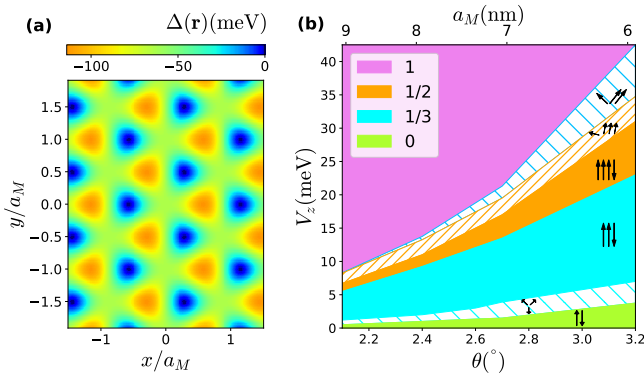 (a)
Δ(r)(meV)
−100 −50 0
1.5
1.0
0.5
0.0
−0.5
−1.0
−1.5
y/a_M
−1 0 1
x/a_M
(b)
a_M(nm)
9 8 7 6
40
35
30
25
20
15
10
5
0
V_z(meV)
1
1/2
1/3
0
2.2 2.4 2.6 2.8 3.0 3.2
θ(°)